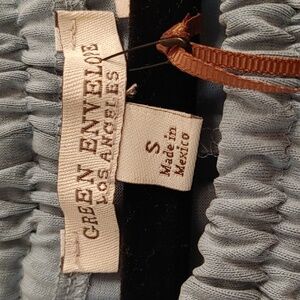 GREEN ENVELOPE
LOS ANGELES
S
Made in
Mexico